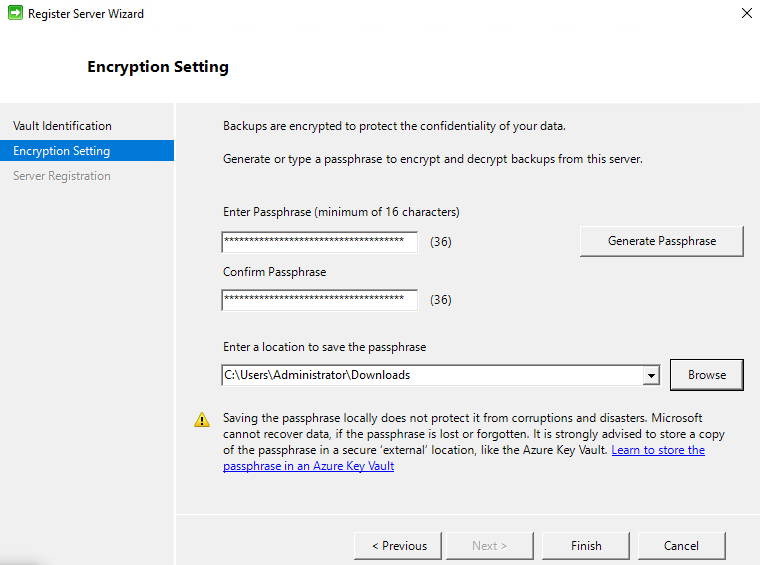 Register Server Wizard
Encryption Setting
Vault Identification
Encryption Setting
Server Registration
Backups are encrypted to protect the confidentiality of your data.
Generate or type a passphrase to encrypt and decrypt backups from this server.
Enter Passphrase (minimum of 16 characters)
************************************ (36)
Generate Passphrase
Confirm Passphrase
************************************ (36)
Enter a location to save the passphrase
C:\Users\Administrator\Downloads
Browse
Saving the passphrase locally does not protect it from corruptions and disasters. Microsoft
cannot recover data, if the passphrase is lost or forgotten. It is strongly advised to store a copy
of the passphrase in a secure 'external' location, like the Azure Key Vault. Learn to store the
passphrase in an Azure Key Vault
< Previous
Next >
Finish
Cancel